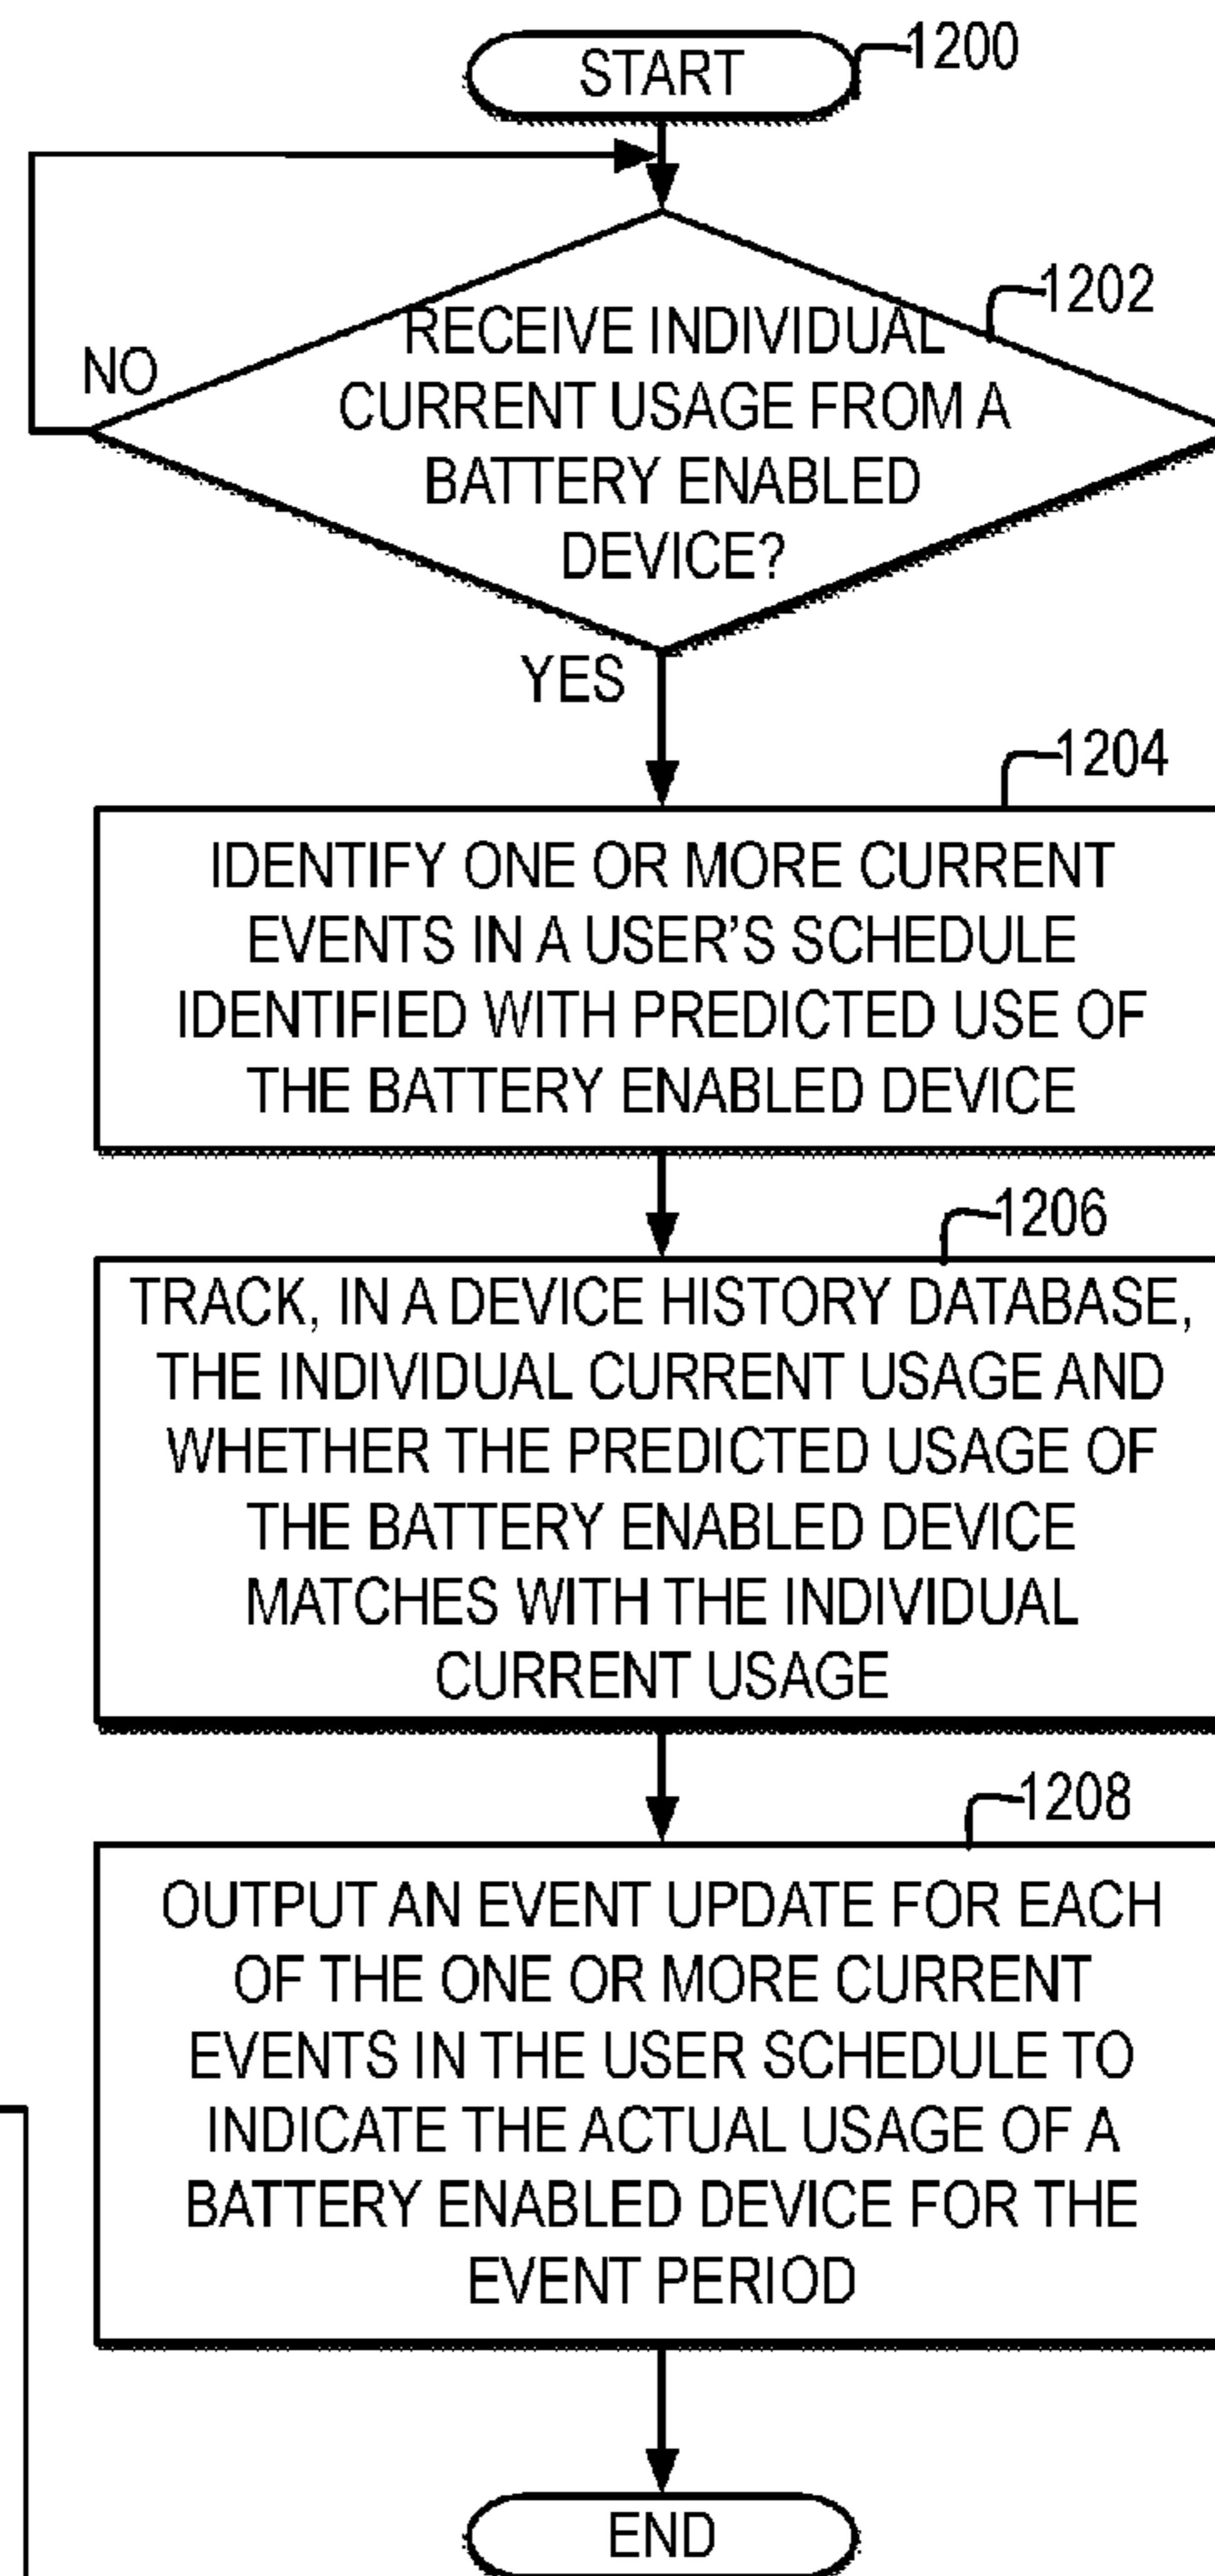 START
1200
1202
RECEIVE INDIVIDUAL
CURRENT USAGE FROM A
BATTERY ENABLED
DEVICE?
NO
YES
1204
IDENTIFY ONE OR MORE CURRENT
EVENTS IN A USER'S SCHEDULE
IDENTIFIED WITH PREDICTED USE OF
THE BATTERY ENABLED DEVICE
1206
TRACK, IN A DEVICE HISTORY DATABASE,
THE INDIVIDUAL CURRENT USAGE AND
WHETHER THE PREDICTED USAGE OF
THE BATTERY ENABLED DEVICE
MATCHES WITH THE INDIVIDUAL
CURRENT USAGE
1208
OUTPUT AN EVENT UPDATE FOR EACH
OF THE ONE OR MORE CURRENT
EVENTS IN THE USER SCHEDULE TO
INDICATE THE ACTUAL USAGE OF A
BATTERY ENABLED DEVICE FOR THE
EVENT PERIOD
END